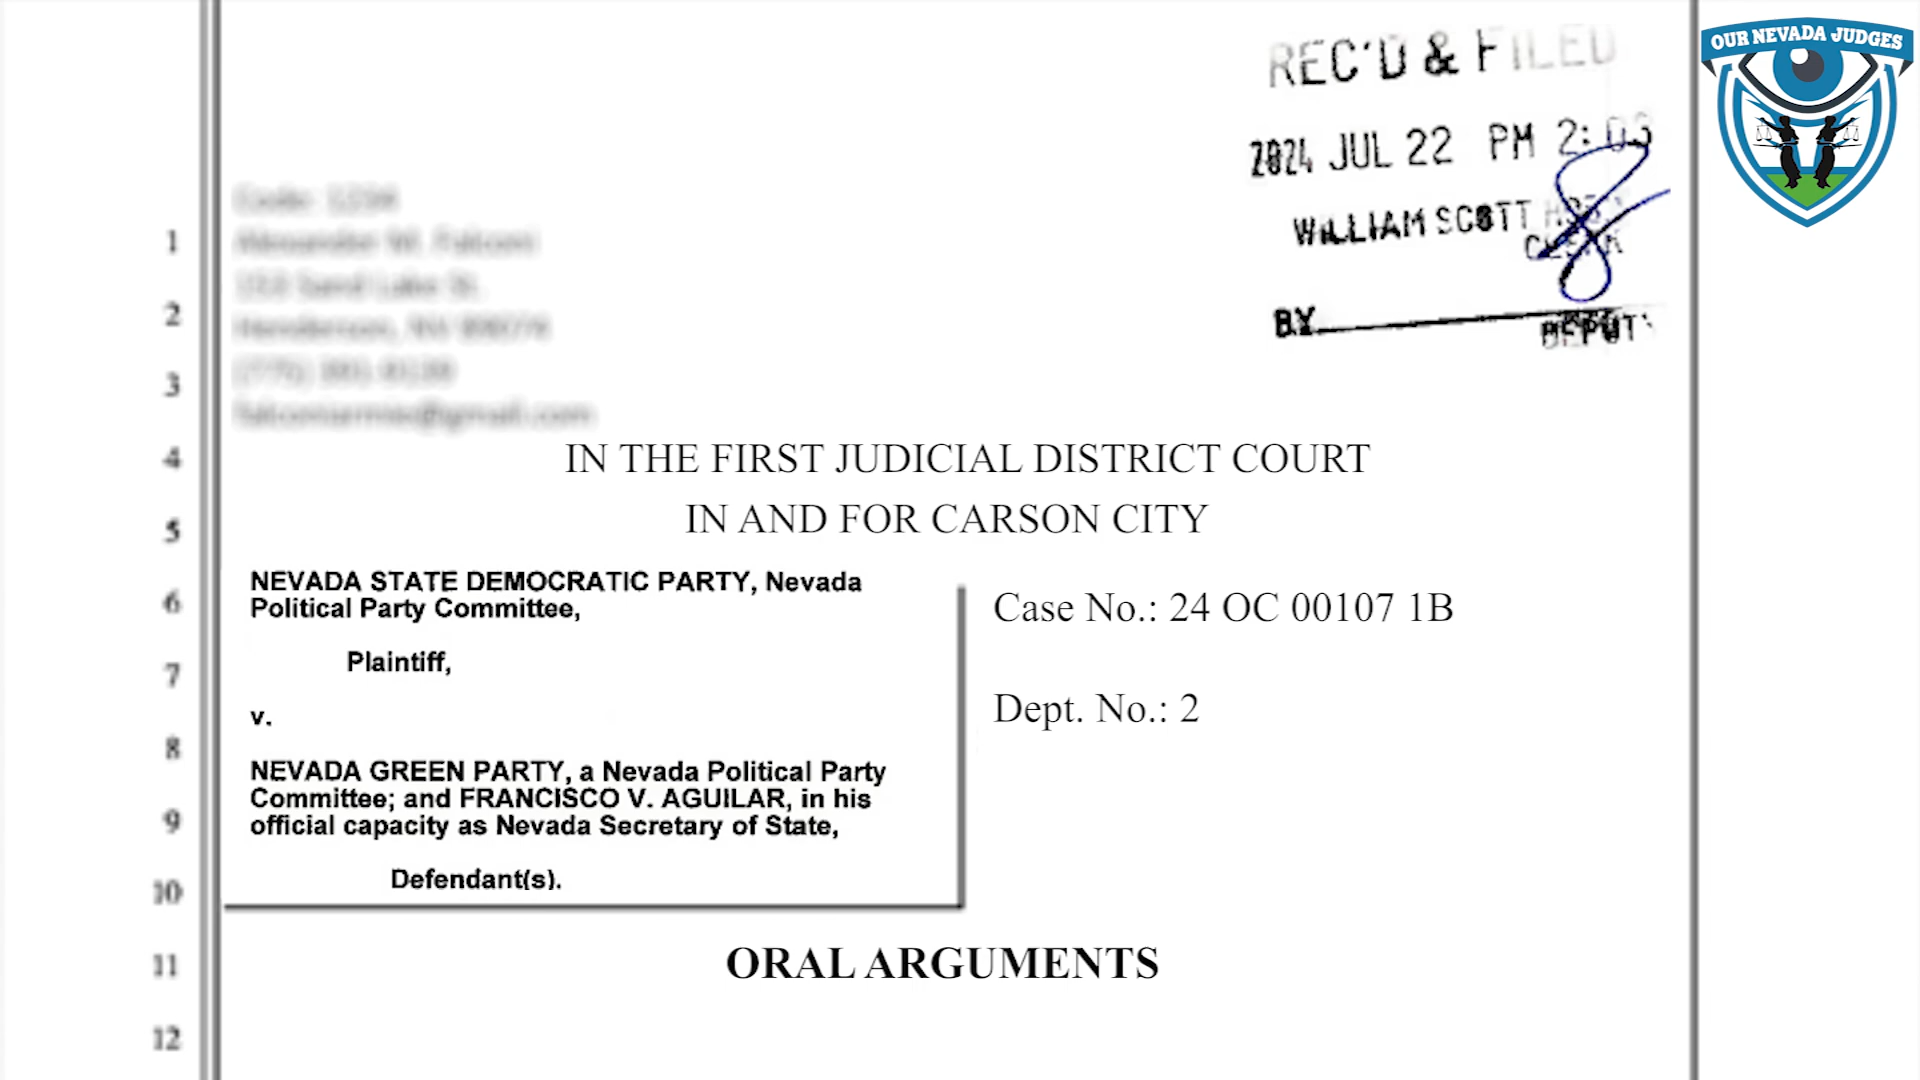 OUR NEVADA JUDGES
REC'D & FILED
2024 JUL 22 PM 2:03
WILLIAM SCOTT
CLERK
BY
DEPUTY
1
2
3
4
5
6
7
8
9
10
11
12
IN THE FIRST JUDICIAL DISTRICT COURT
IN AND FOR CARSON CITY
NEVADA STATE DEMOCRATIC PARTY, Nevada
Political Party Committee,
Plaintiff,
v.
NEVADA GREEN PARTY, a Nevada Political Party
Committee; and FRANCISCO V. AGUILAR, in his
official capacity as Nevada Secretary of State,
Defendant(s).
Case No.: 24 OC 00107 1B
Dept. No.: 2
ORAL ARGUMENTS